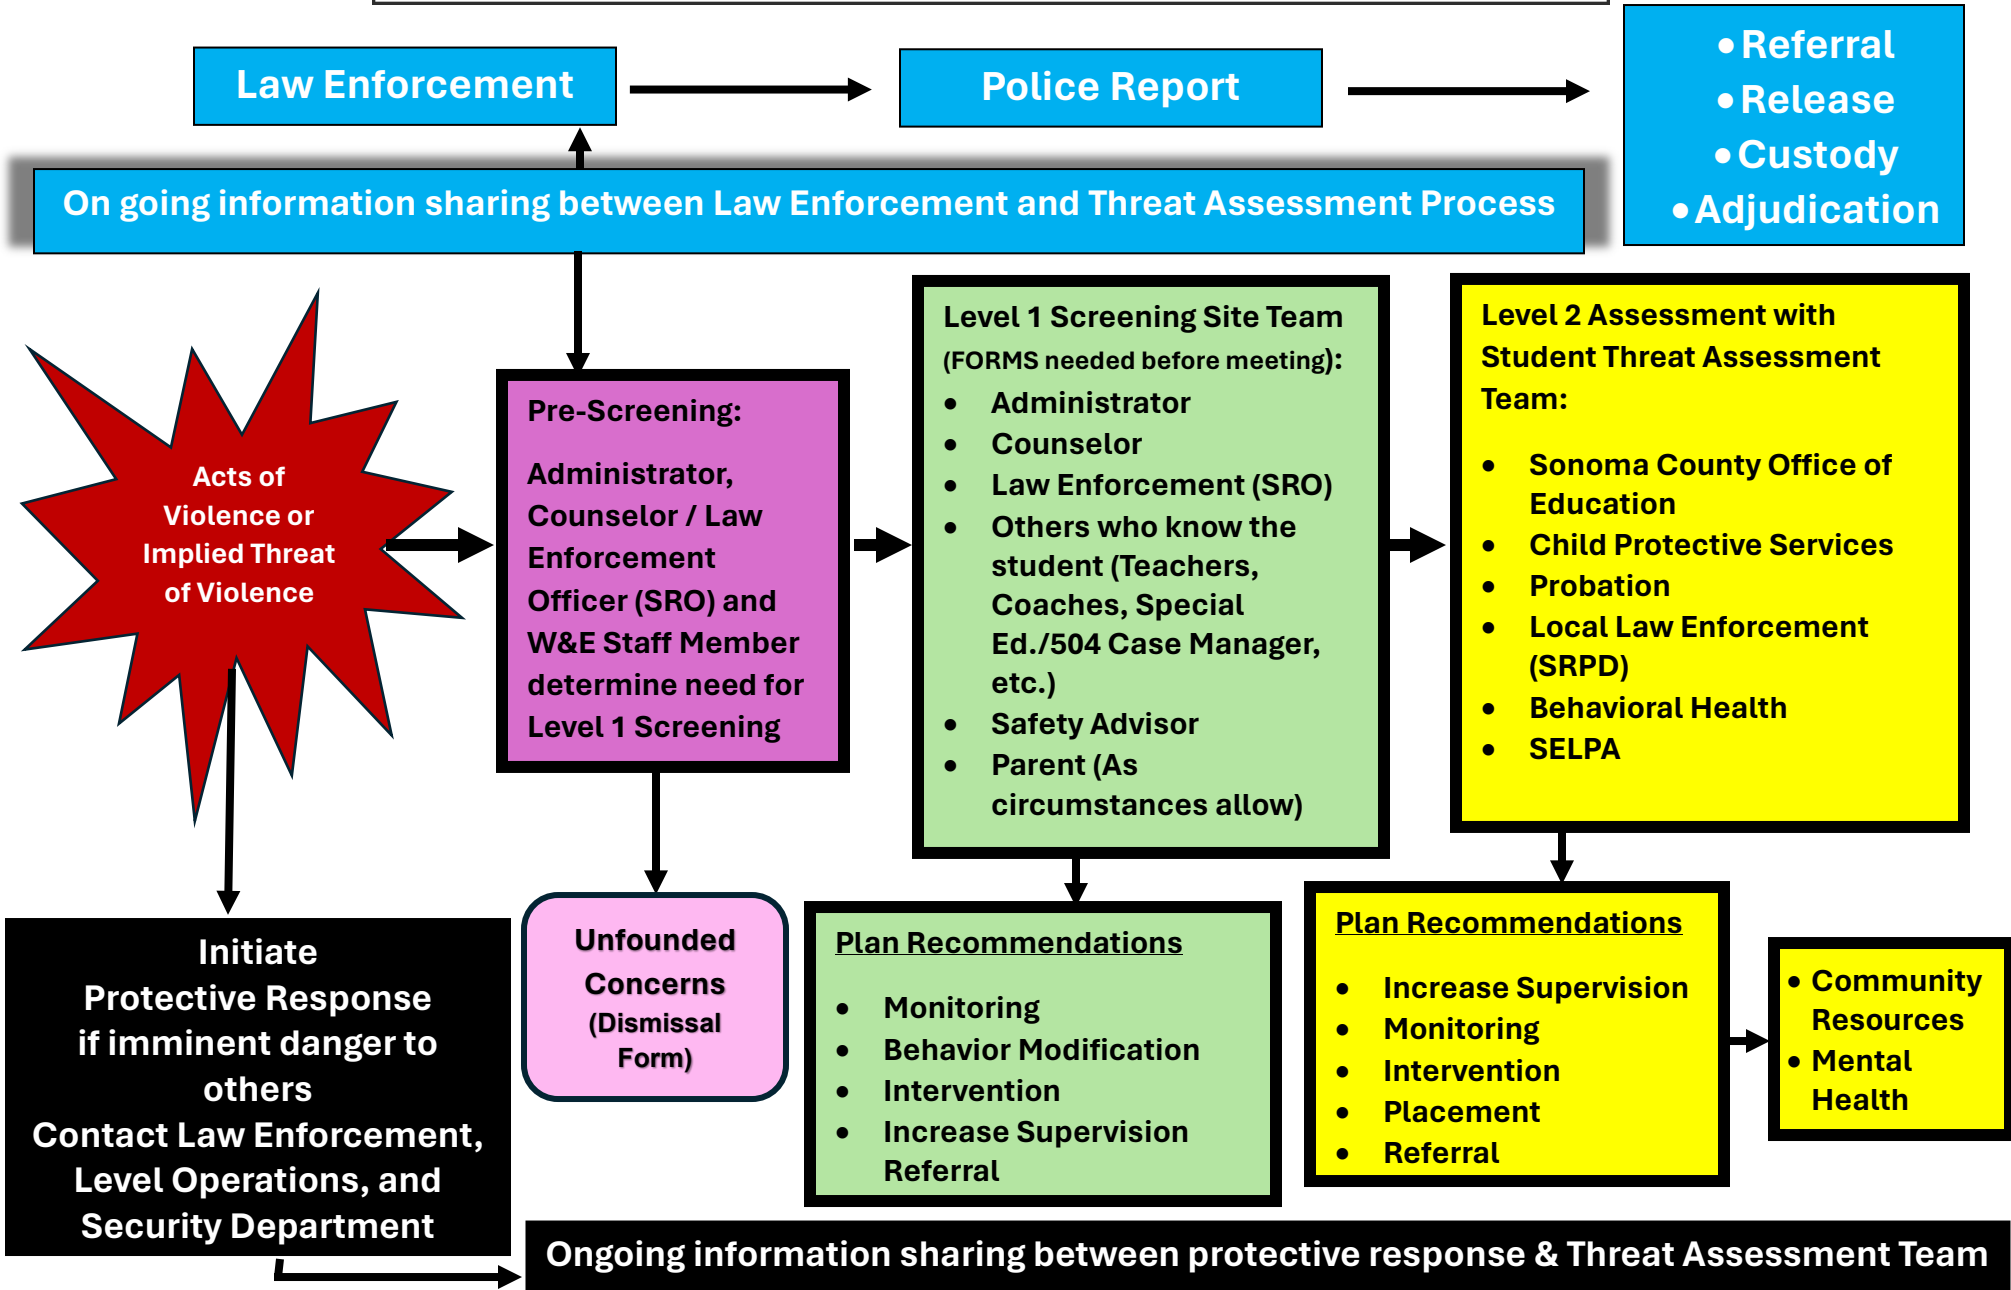 Law Enforcement
Police Report
• Referral
• Release
• Custody
• Adjudication
On going information sharing between Law Enforcement and Threat Assessment Process
Acts of
Violence or
Implied Threat
of Violence
Pre-Screening:
Administrator,
Counselor / Law
Enforcement
Officer (SRO) and
W&E Staff Member
determine need for
Level 1 Screening
Level 1 Screening Site Team
(FORMS needed before meeting):
• Administrator
• Counselor
• Law Enforcement (SRO)
• Others who know the
student (Teachers,
Coaches, Special
Ed./504 Case Manager,
etc.)
• Safety Advisor
• Parent (As
circumstances allow)
Level 2 Assessment with
Student Threat Assessment
Team:
• Sonoma County Office of
Education
• Child Protective Services
• Probation
• Local Law Enforcement
(SRPD)
• Behavioral Health
• SELPA
Initiate
Protective Response
if imminent danger to
others
Contact Law Enforcement,
Level Operations, and
Security Department
Unfounded
Concerns
(Dismissal
Form)
Plan Recommendations
• Monitoring
• Behavior Modification
• Intervention
• Increase Supervision
Referral
Plan Recommendations
• Increase Supervision
• Monitoring
• Intervention
• Placement
• Referral
• Community
Resources
• Mental
Health
Ongoing information sharing between protective response & Threat Assessment Team